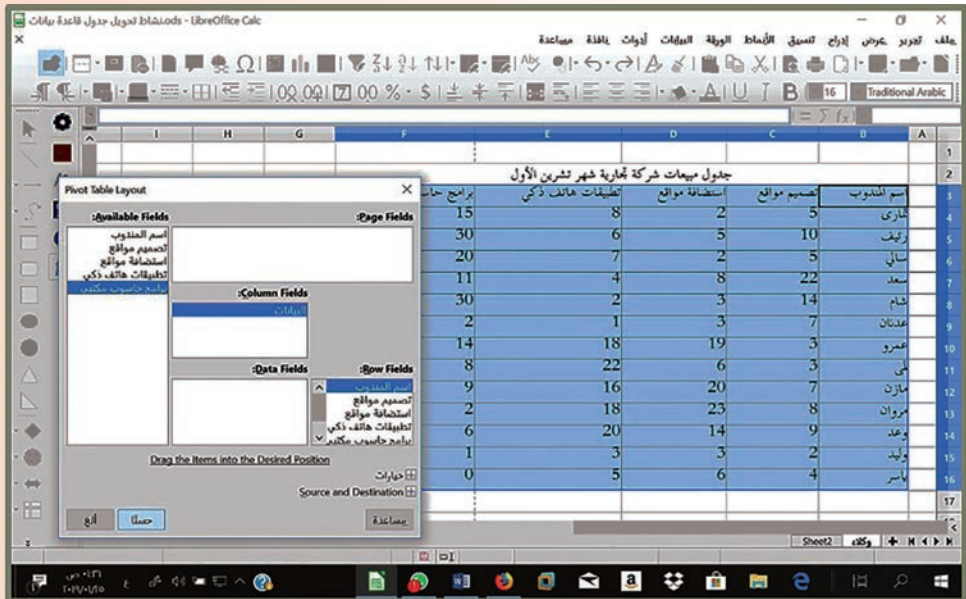 نشاط تحويل جدول قاعدة بيانات.ods - LibreOffice Calc
ملف تحرير عرض إدراج تنسيق الأنماط الورقة البيانات أدوات نافذة مساعدة
Traditional Arabic 16
B C D E F G H I
جدول مبيعات شركة تجارية شهر تشرين الأول
اسم المندوب تصميم مواقع استضافة مواقع تطبيقات هاتف ذكي برامج حاس
تمارى 5 2 8 15
رئيف 10 5 6 30
سالي 5 2 7 20
سعد 22 8 4 11
شام 14 3 2 30
عدنان 7 3 1 2
عمرو 3 19 18 14
لمى 3 6 22 8
مازن 7 20 16 9
مروان 8 23 18 2
وعد 9 14 20 6
وليد 2 3 3 1
ياسر 4 6 5 0
Pivot Table Layout
Available Fields:
اسم المندوب
تصميم مواقع
استضافة مواقع
تطبيقات هاتف ذكي
برامج حاسوب مكتبي
Page Fields:
Column Fields:
البيانات
Data Fields:
Row Fields:
اسم المندوب
تصميم مواقع
استضافة مواقع
تطبيقات هاتف ذكي
برامج حاسوب مكتبي
Drag the Items into the Desired Position
خيارات
Source and Destination
مساعدة
حسنًا
ألغ
وكلاء Sheet2